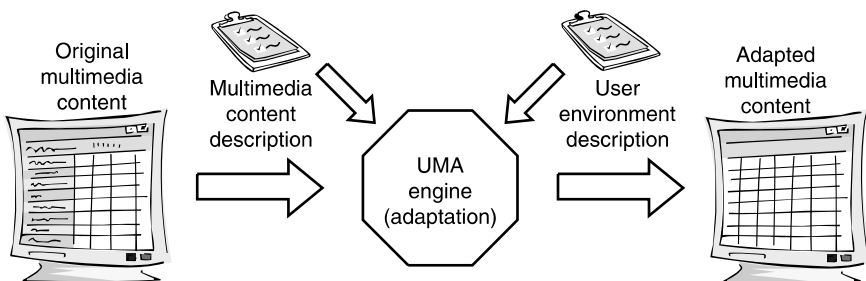 Original
multimedia
content
Multimedia
content
description
UMA
engine
(adaptation)
User
environment
description
Adapted
multimedia
content